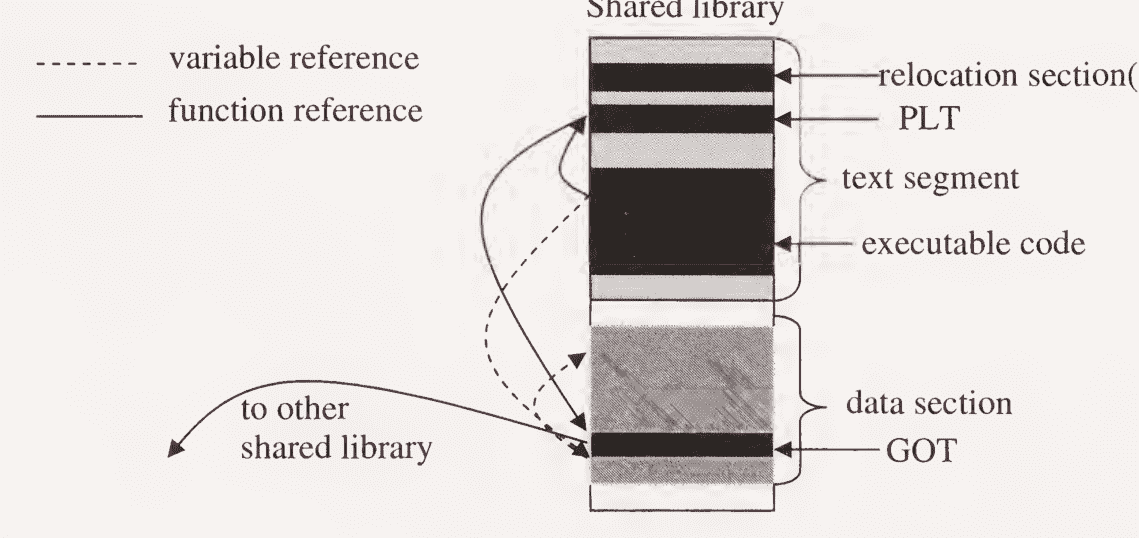 Shared library
variable reference
function reference
relocation section(
PLT
text segment
executable code
to other
shared library
data section
GOT